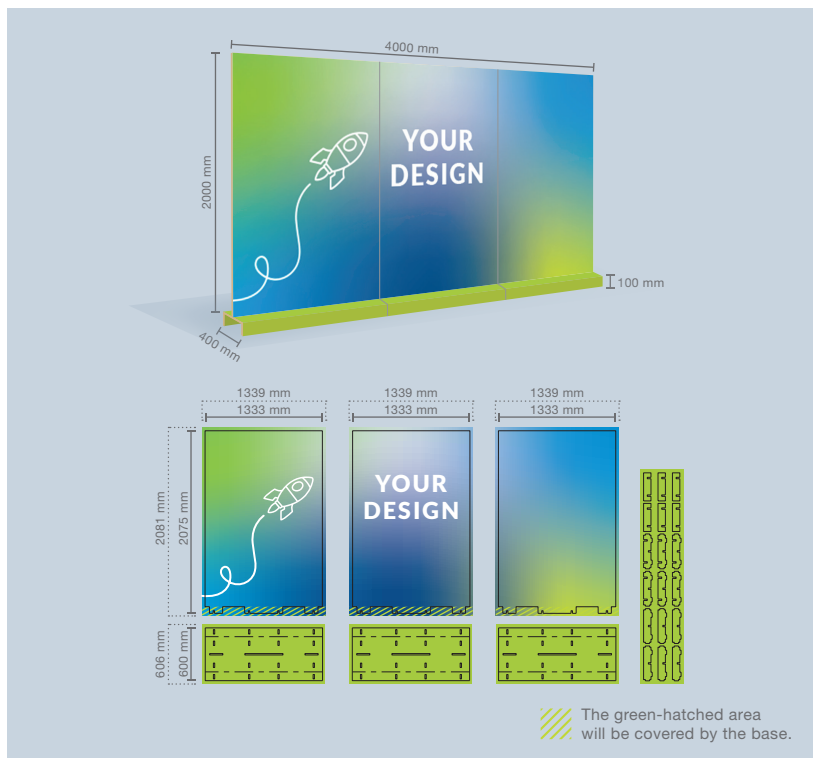 4000 mm
2000 mm
YOUR
DESIGN
100 mm
400 mm
1339 mm
1333 mm
1339 mm
1333 mm
1339 mm
1333 mm
2081 mm
2075 mm
YOUR
DESIGN
606 mm
600 mm
The green-hatched area
will be covered by the base.